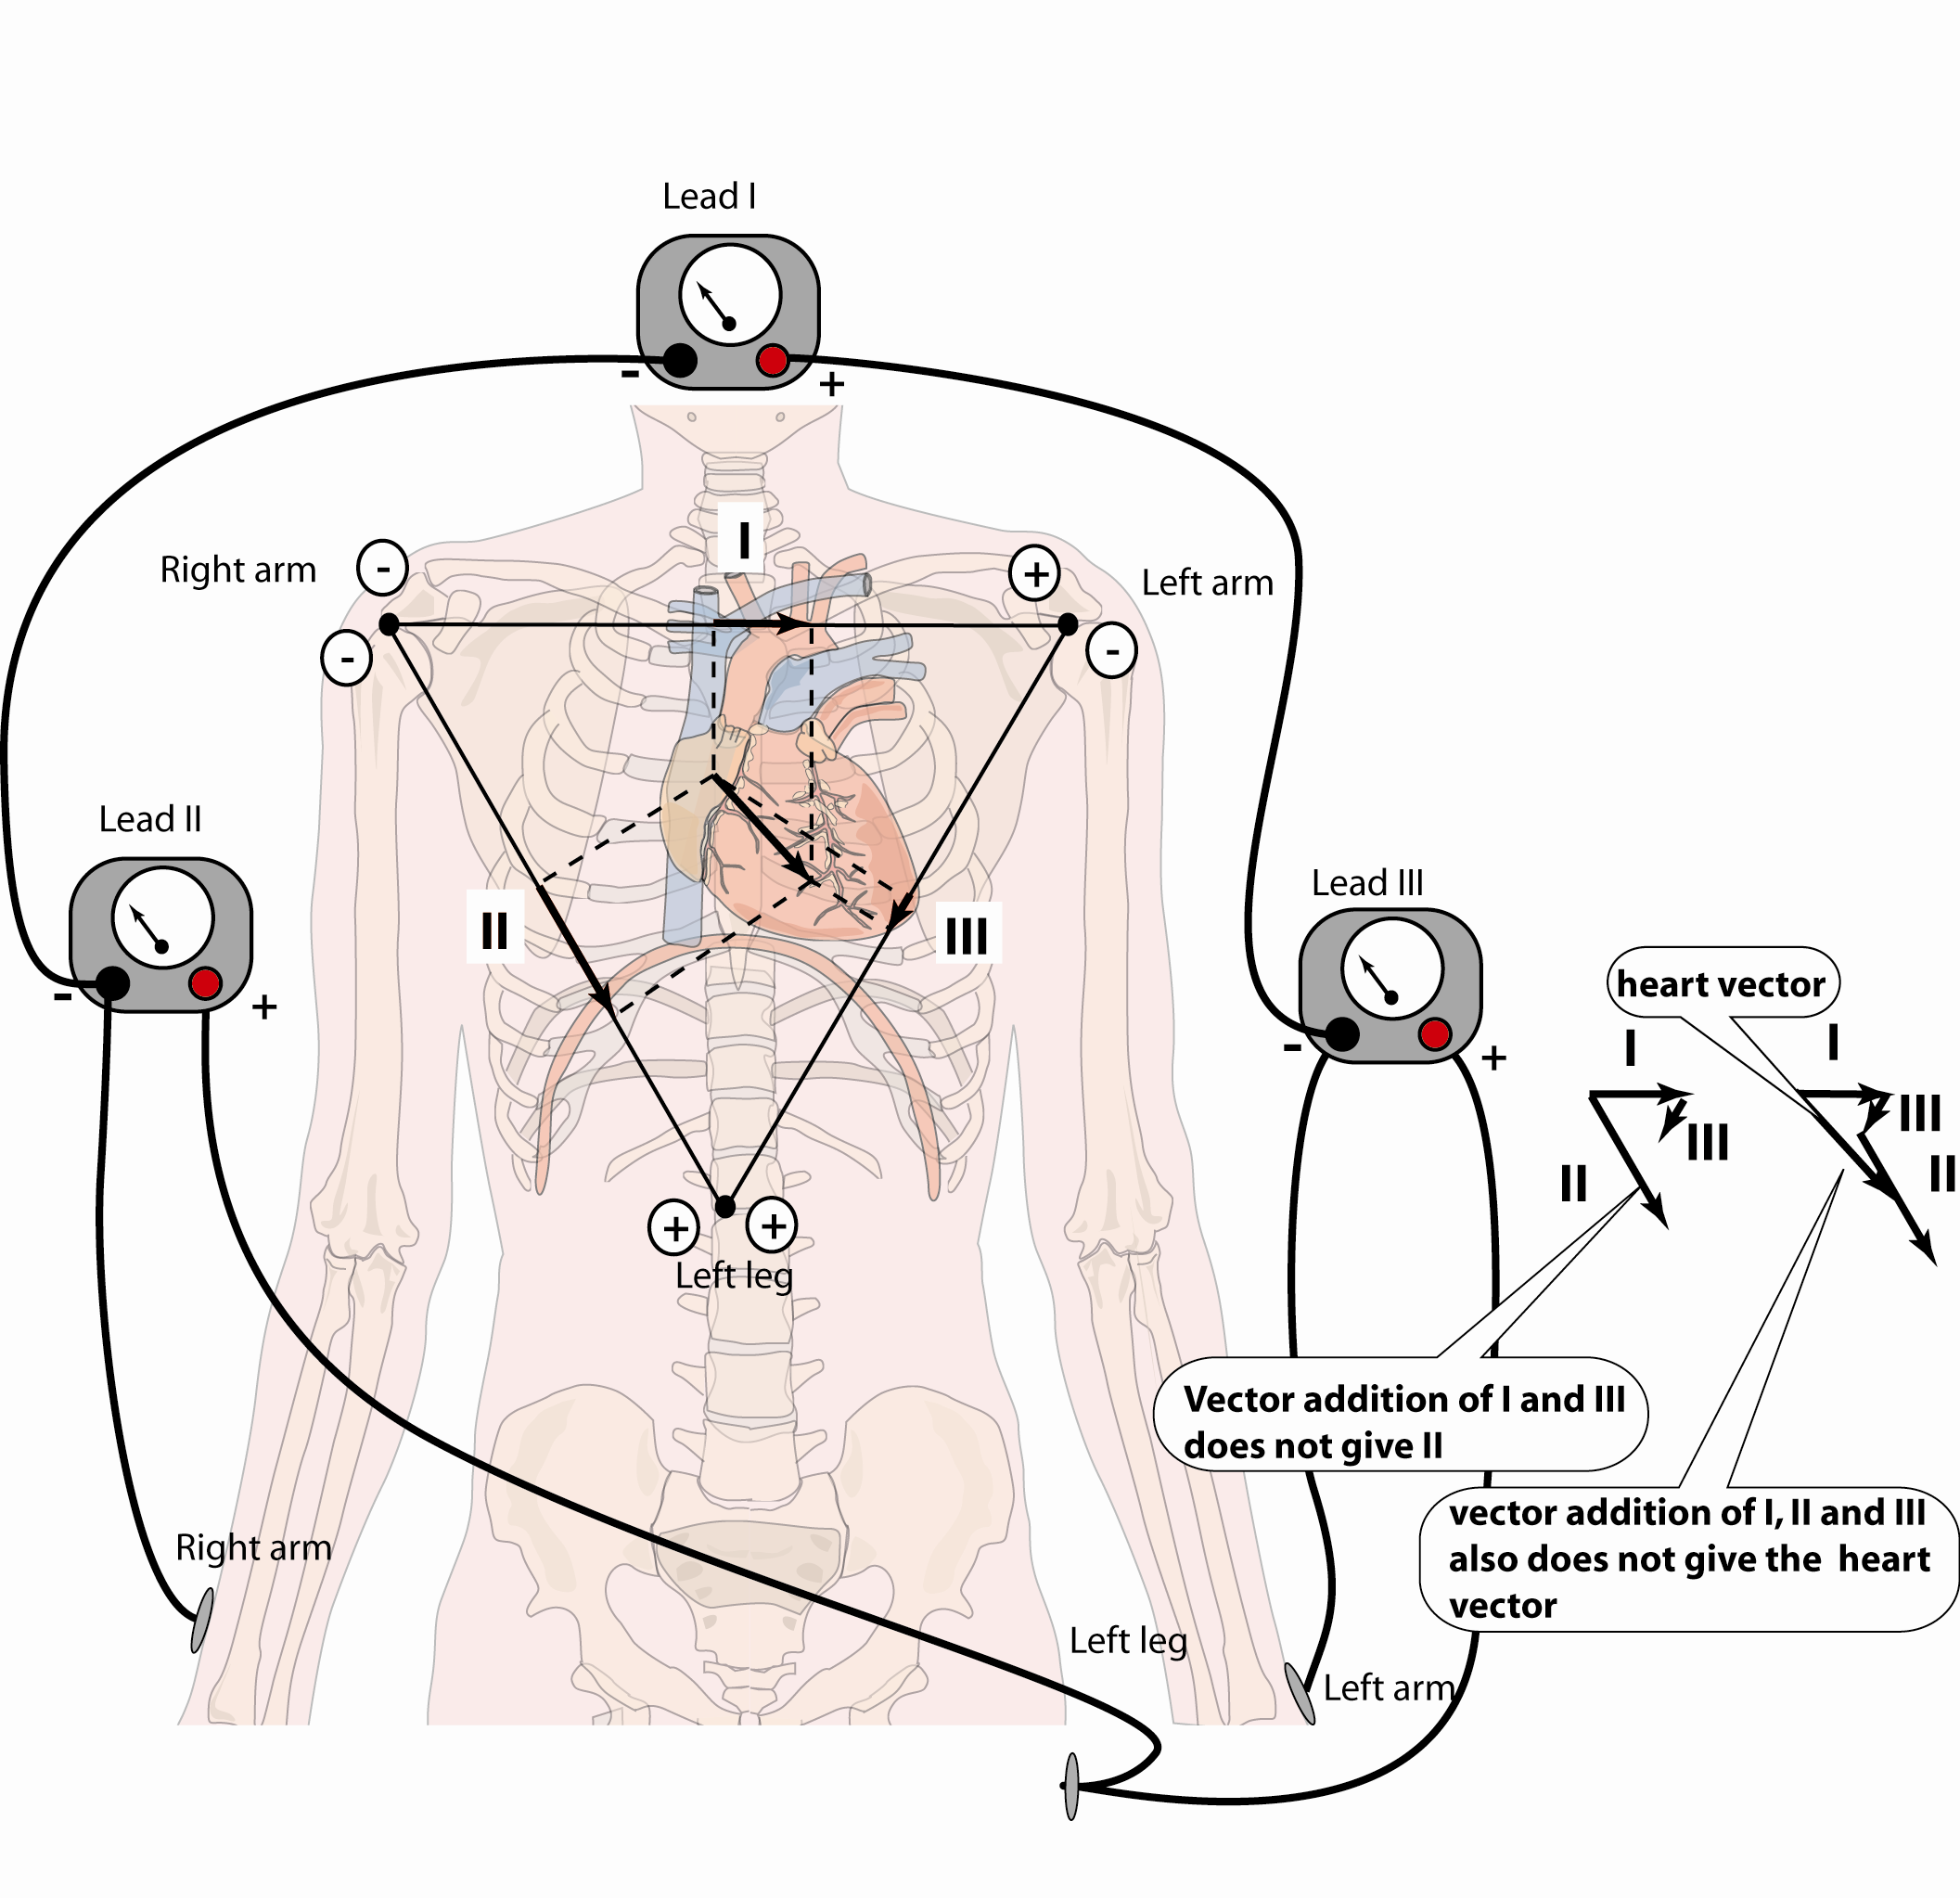 Lead I
- +
I
Right arm - + Left arm
- -
Lead II
- +
II
III
Lead III
- +
heart vector
I
III
II
I
III
II
+ +
Left leg
Vector addition of I and III
does not give II
vector addition of I, II and III
also does not give the heart
vector
Right arm
Left leg
Left arm